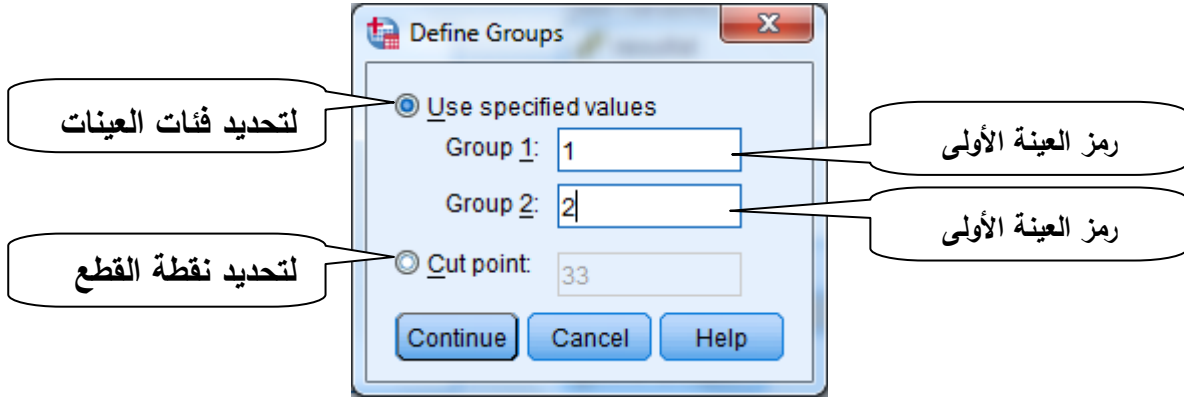 Define Groups
لتحديد فئات العينات
Use specified values
Group 1: 1
رمز العينة الأولى
Group 2: 2
رمز العينة الأولى
لتحديد نقطة القطع
Cut point: 33
Continue Cancel Help